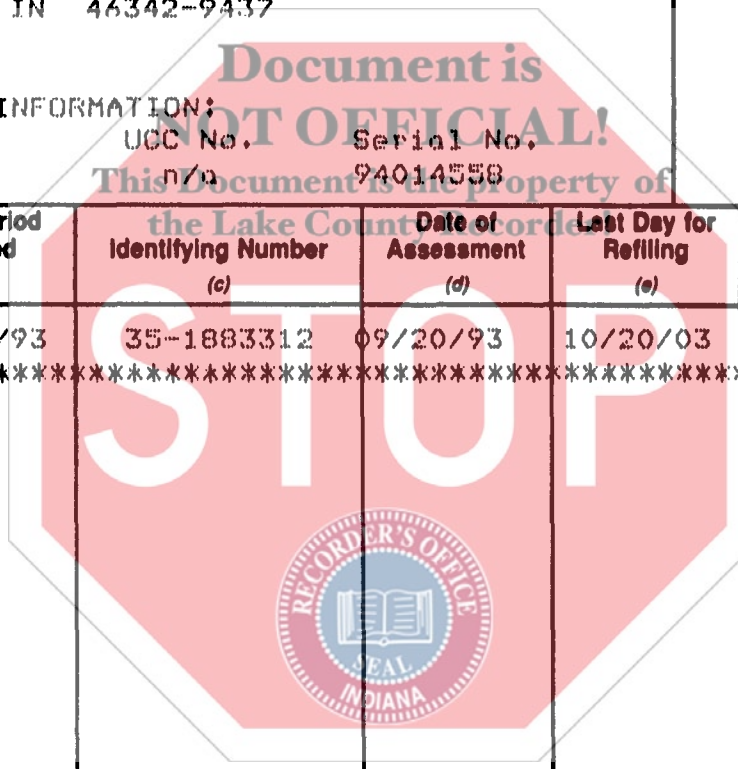 IN 46342-9437
Document is
NOT OFFICIAL!
INFORMATION:
UCC No. Serial No.
n/a 94014558
This Document is the property of
the Lake County Recorder!
riod
d
Identifying Number
(c)
Date of
Assessment
(d)
Last Day for
Refiling
(e)
/93 35-1883312 09/20/93 10/20/03
***************************************
STOP
RECORDER'S OFFICE
SEAL
INDIANA